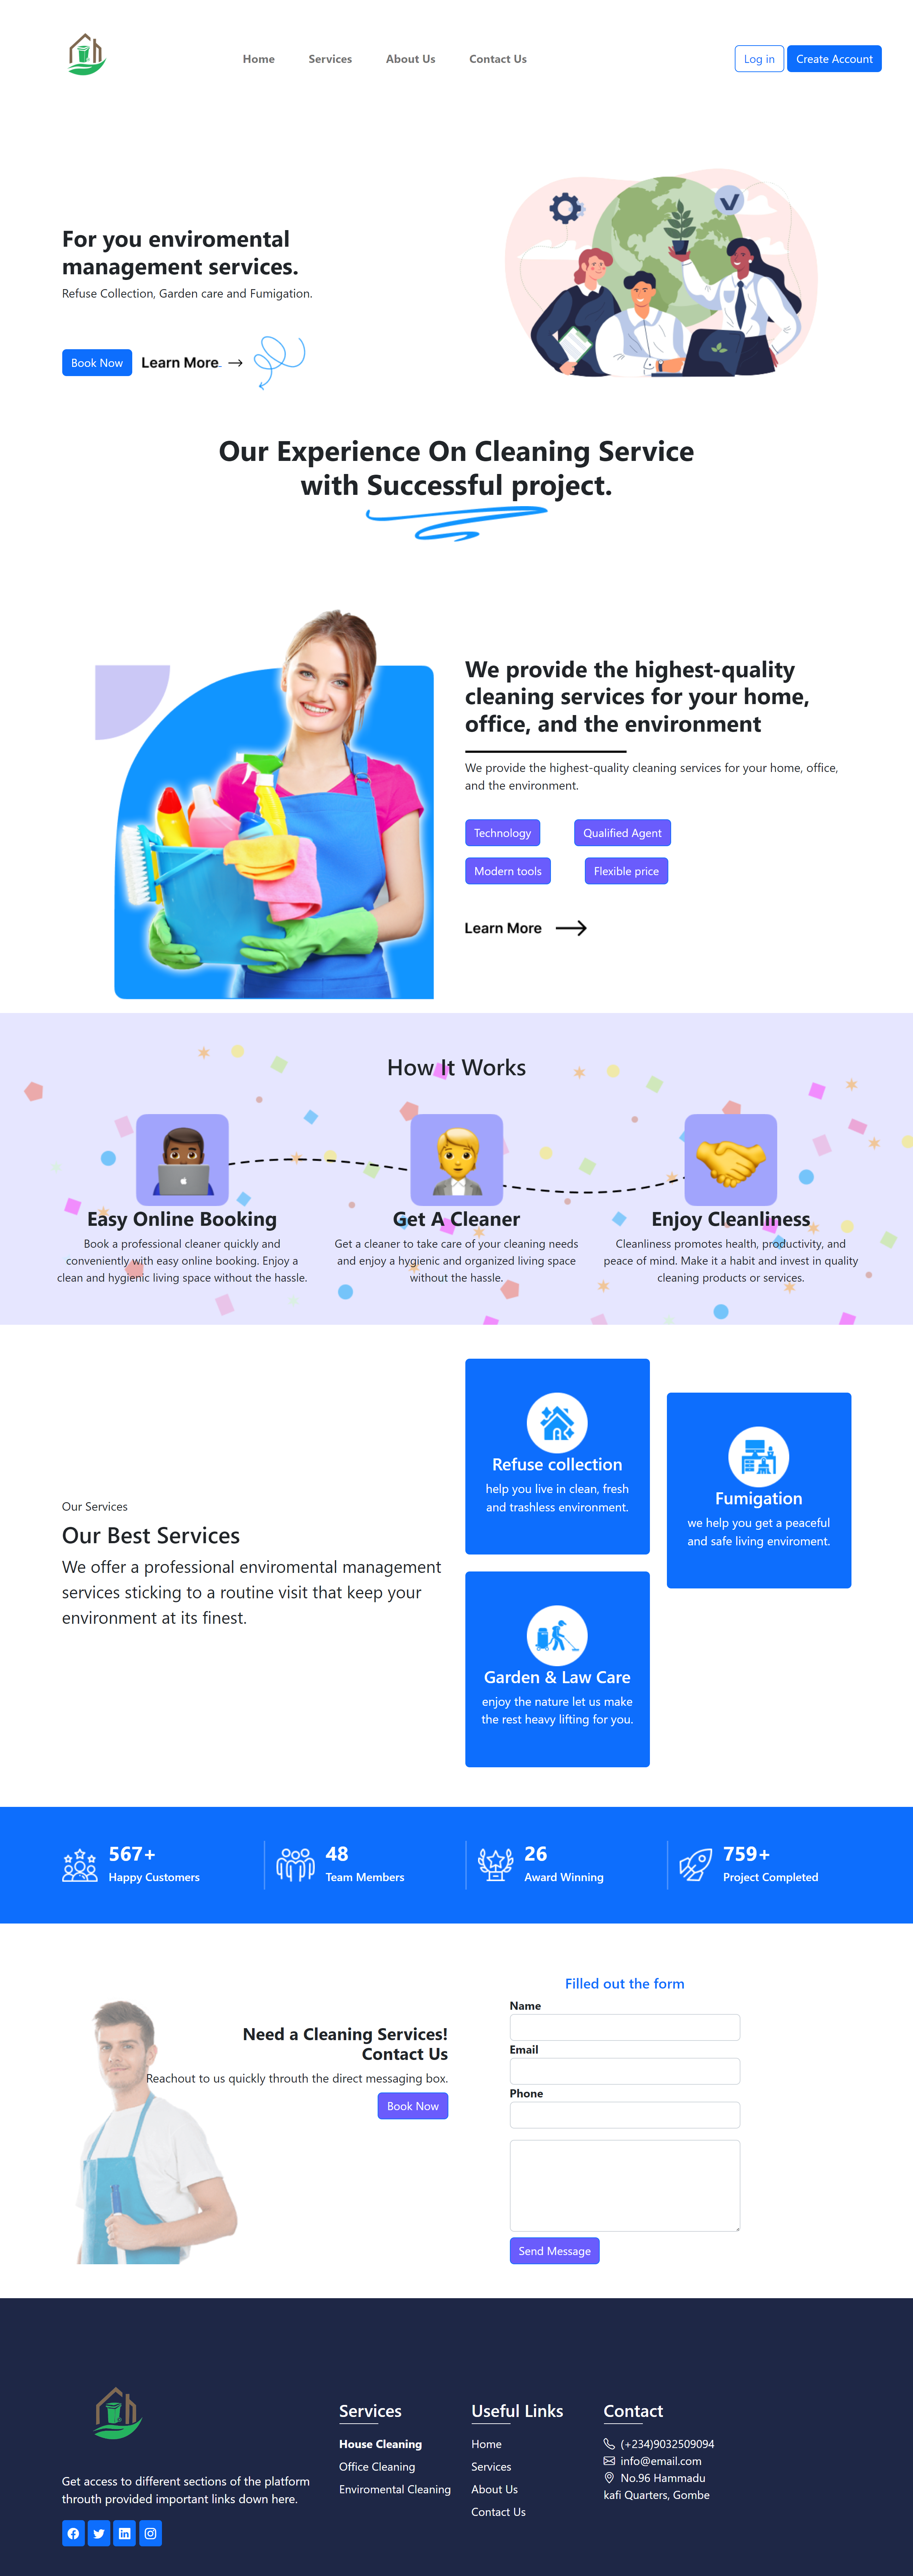 Home Services About Us Contact Us Log in Create Account
For you enviromental
management services.
Refuse Collection, Garden care and Fumigation.
Book Now Learn More
Our Experience On Cleaning Service
with Successful project.
We provide the highest-quality
cleaning services for your home,
office, and the environment
We provide the highest-quality cleaning services for your home, office,
and the environment.
Technology Qualified Agent
Modern tools Flexible price
Learn More
How It Works
Easy Online Booking
Book a professional cleaner quickly and
conveniently with easy online booking. Enjoy a
clean and hygienic living space without the hassle.
Get A Cleaner
Get a cleaner to take care of your cleaning needs
and enjoy a hygienic and organized living space
without the hassle.
Enjoy Cleanliness
Cleanliness promotes health, productivity, and
peace of mind. Make it a habit and invest in quality
cleaning products or services.
Our Services
Our Best Services
We offer a professional enviromental management
services sticking to a routine visit that keep your
environment at its finest.
Refuse collection
help you live in clean, fresh
and trashless environment.
Fumigation
we help you get a peaceful
and safe living enviroment.
Garden & Law Care
enjoy the nature let us make
the rest heavy lifting for you.
567+
Happy Customers
48
Team Members
26
Award Winning
759+
Project Completed
Need a Cleaning Services!
Contact Us
Reachout to us quickly throuth the direct messaging box.
Book Now
Filled out the form
Name
Email
Phone
Send Message
Get access to different sections of the platform
throuth provided important links down here.
Services
House Cleaning
Office Cleaning
Enviromental Cleaning
Useful Links
Home
Services
About Us
Contact Us
Contact
(+234)9032509094
info@email.com
No.96 Hammadu
kafi Quarters, Gombe